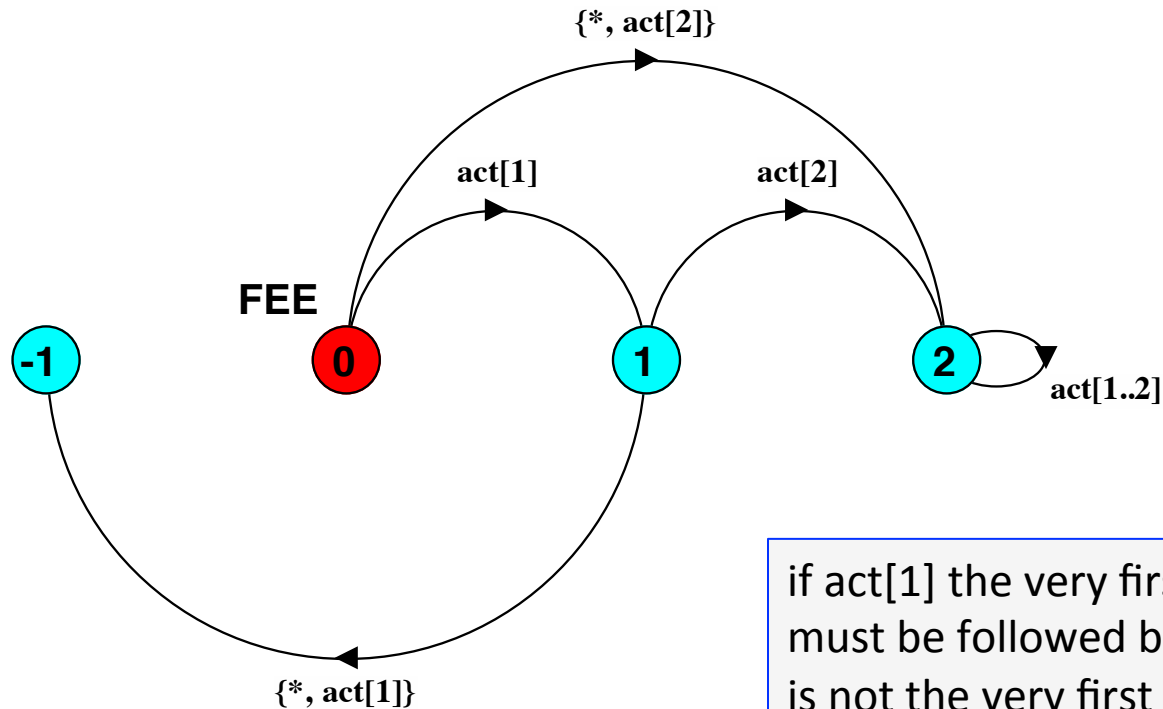 {*, act[2]}
act[1]
act[2]
FEE
-1
0
1
2
act[1..2]
{*, act[1]}
if act[1] the very
must be followed
is not the very first